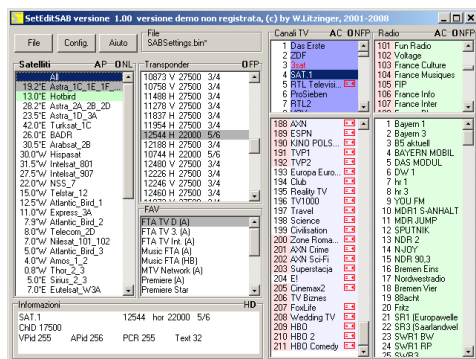 SetEditSAB versione 1.00 versione demo non registrata, (c) by W.Litzinger, 2001-2008
File
Config.
Aiuto
File
SABSettings.bin*
Satelliti AP ONL
All
19.2°E Astra_1C_1E_1F_...
13.0°E Hotbird
28.2°E Astra_2A_2B_2D
23.5°E Astra_1D_3A
42.0°E Turksat_1C
26.0°E BADR
30.5°E Arabsat_2B
30.0°W Hispasat
31.5°W Intelsat_801
27.5°W Intelsat_907
22.0°W NSS_7
15.0°W Telstar_12
12.5°W Atlantic_Bird_1
11.0°W Express_3A
7.9°W Atlantic_Bird_2
8.0°W Telecom_2D
7.0°W Nilesat_101_102
5.0°W Atlantic_Bird_3
4.0°W Amos_1_2
0.8°W Thor_2_3
5.0°E Sirius_2_3
7.0°E Eutelsat_W3A
Transponder OFP
10873 V 27500 3/4
10758 V 27500 3/4
11488 H 27500 3/4
11278 V 27500 3/4
11837 H 27500 3/4
11954 H 27500 3/4
12544 H 22000 5/6
12188 H 27500 3/4
10744 H 22000 5/6
12480 V 27500 3/4
12226 H 27500 3/4
12246 V 27500 3/4
12460 H 27500 3/4
FAV
FTA TV D (A)
FTA TV 3. (A)
FTA TV Int. (A)
Music FTA (A)
Music FTA (HB)
MTV Network (A)
Premiere (A)
Premiere Star
Informazioni HD-
SAT.1 12544 hor 22000 5/6
ChID 17500
VPid 255 APid 256 PCR 255 Text 32
Canali TV AC ONFP
1 Das Erste
2 ZDF
3 3sat
4 SAT.1
5 RTL Televisi...
6 ProSieben
7 RTL2
188 AXN
189 ESPN
190 KINO POLS...
191 TVP1
192 TVP2
193 Europa Euro...
194 Club
195 Reality TV
196 TV1000
197 Travel
198 Science
199 Civilisation
200 Zone Roma...
201 AXN Crime
202 AXN Sci-Fi
203 Superstacja
204 E!
205 Cinemax2
206 TV Biznes
207 FoxLife
208 Wedding TV
209 HBO
210 HBO 2
211 HBO Comedy
Radio AC ONFP
101 Fun Radio
102 Voltage
103 France Culture
104 France Musiques
105 FIP
106 France Info
107 France Inter
1 Bayern 1
2 Bayern 3
3 B5 aktuell
4 BAYERN MOBIL
5 DAS MODUL
6 DW 1
7 hr 1
8 hr 3
9 YOU FM
10 MDR1 S-ANHALT
11 MDR JUMP
12 SPUTNIK
13 NDR 2
14 N-JOY
15 NDR 90,3
16 Bremen Eins
17 Nordwestradio
18 Bremen Vier
19 88acht
20 Fritz
21 SR1 (Europawelle
22 SR3 (Saarlandwel
23 SWR1 BW
24 SWR1 RP
25 SWR3